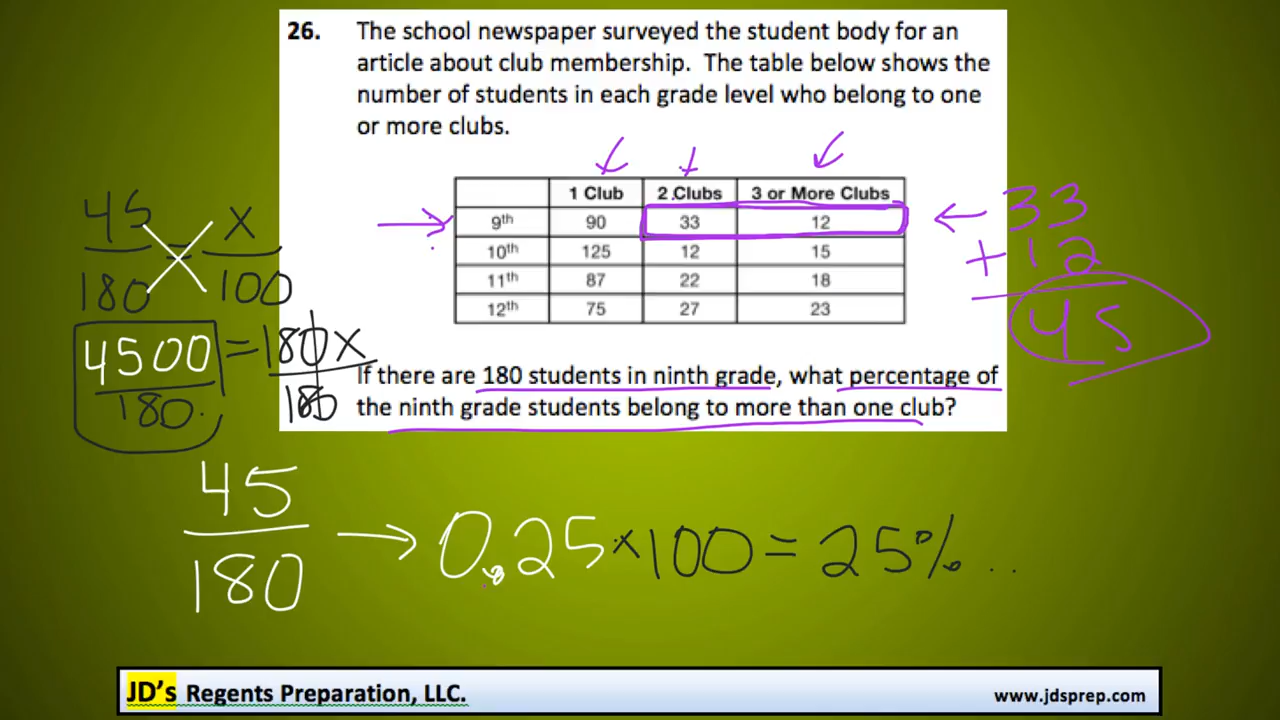 26. The school newspaper surveyed the student body for an
article about club membership. The table below shows the
number of students in each grade level who belong to one
or more clubs.
1 Club 2 Clubs 3 or More Clubs
9th 90 33 12
10th 125 12 15
11th 87 22 18
12th 75 27 23
If there are 180 students in ninth grade, what percentage of
the ninth grade students belong to more than one club?
33
+12
45
45/180 = x/100
4500/180 = 180x/180
45/180 → 0.25 × 100 = 25%
JD's Regents Preparation, LLC. www.jdsprep.com